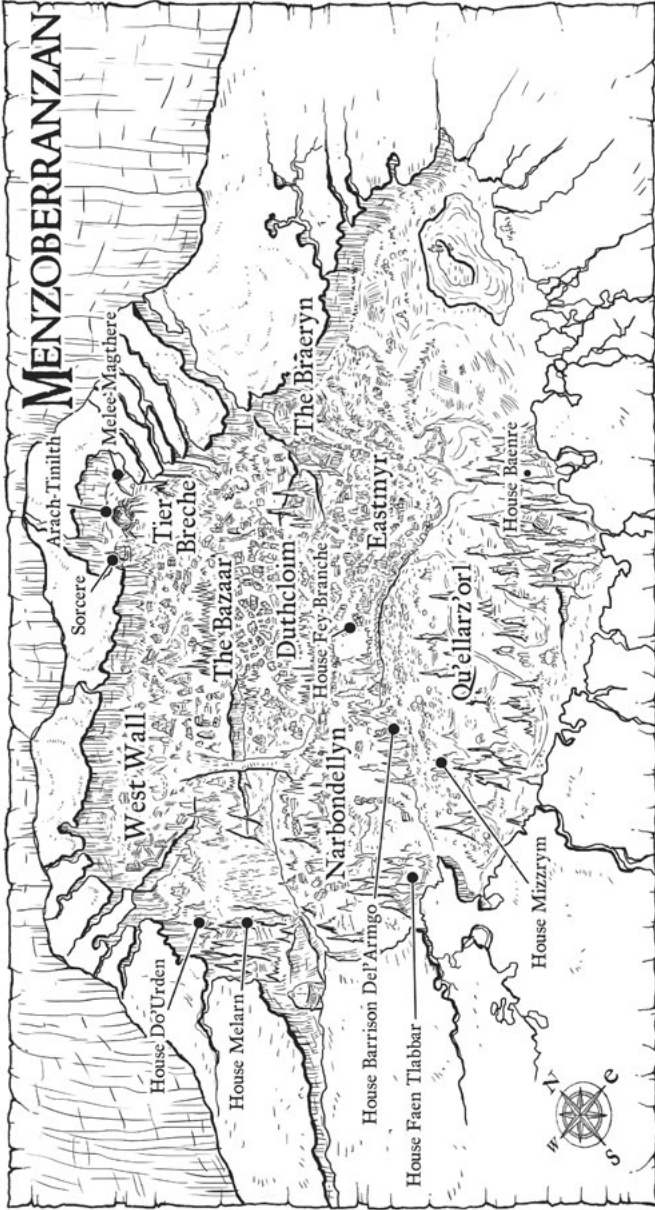 MENZOBERRANZAN
Arach-Tinilth
Melee-Magthere
Sorcere
Tier
Breche
West Wall
The Bazaar
Duthcloim
The Braeryn
House Fey-Branche
Eastmyr
Narbondellyn
Qu'ellarz'orl
House Baenre
House Do'Urden
House Melarn
House Barrison Del'Armgo
House Faen Tlabbar
House Mizzrym
W
N
S
e